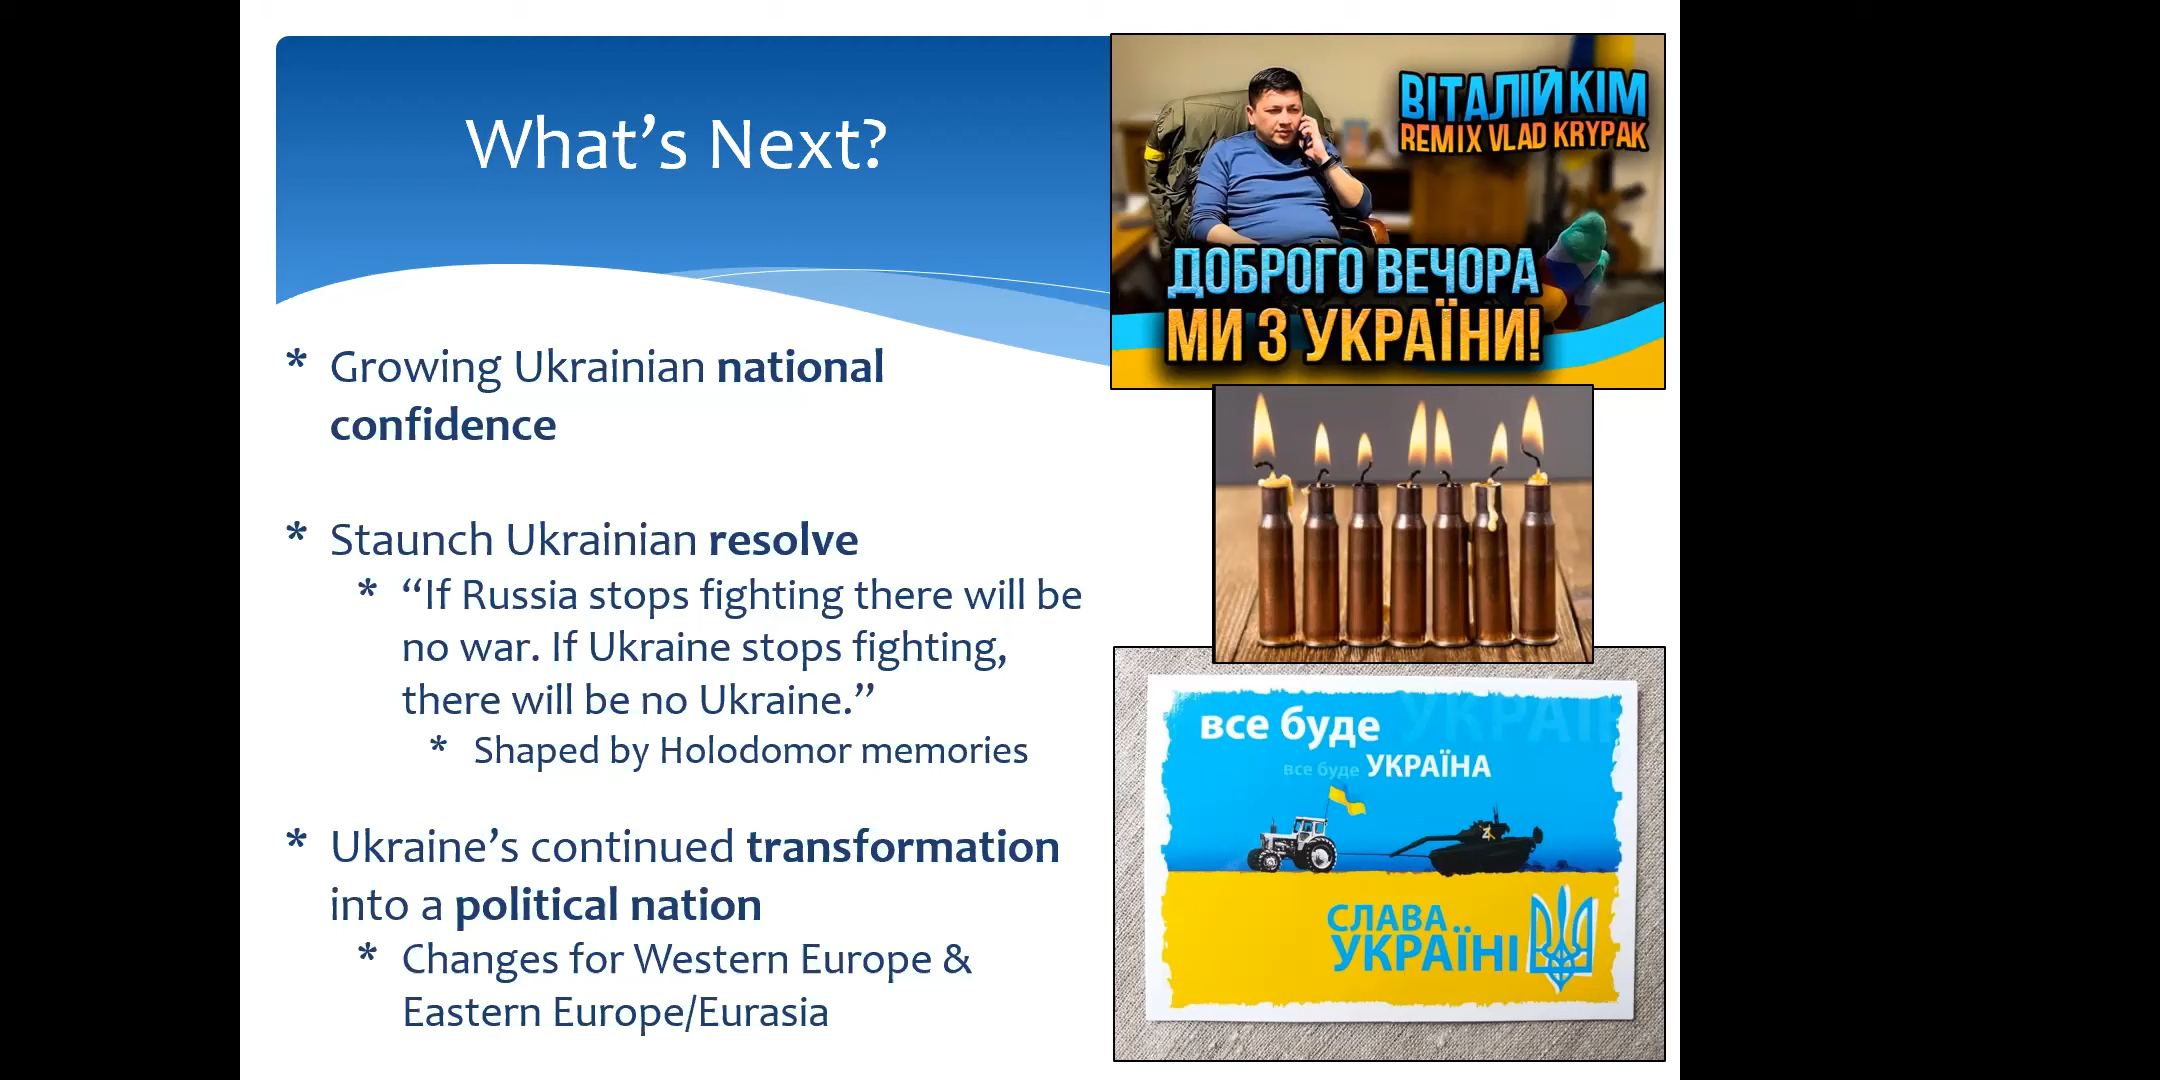 What’s Next?
* Growing Ukrainian national
confidence
* Staunch Ukrainian resolve
* “If Russia stops fighting there will be
no war. If Ukraine stops fighting,
there will be no Ukraine.”
* Shaped by Holodomor memories
* Ukraine’s continued transformation
into a political nation
* Changes for Western Europe &
Eastern Europe/Eurasia
ВІТАЛІЙ КІМ
REMIX VLAD KRYPAK
ДОБРОГО ВЕЧОРА
МИ З УКРАЇНИ!
все буде
все буде УКРАЇНА
Z
СЛАВА
УКРАЇНІ